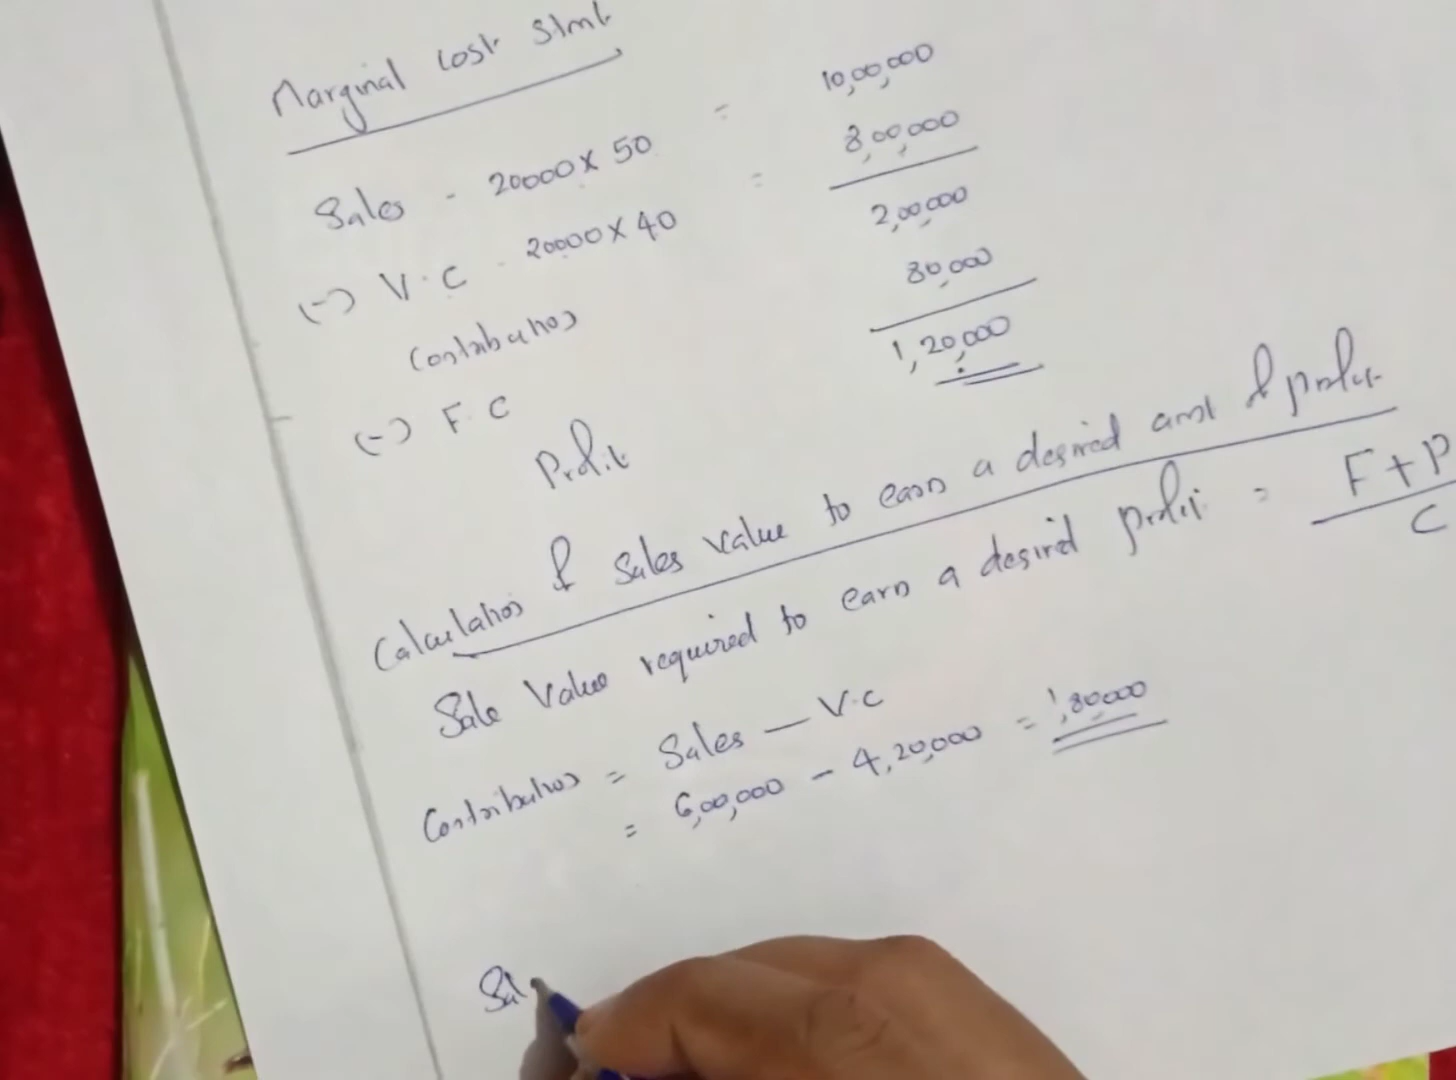 Marginal Cost Stmt
Sales - 20000 x 50 = 10,00,000
(-) V.C - 20000 x 40 = 8,00,000
Contribution 2,00,000
(-) F.C 80,000
Profit 1,20,000
Calculation of Sales value to earn a desired amt of profit
Sale Value required to earn a desired profit = F+P
C
Contribution = Sales - V.C
= 6,00,000 - 4,20,000 = 1,80,000
Sal